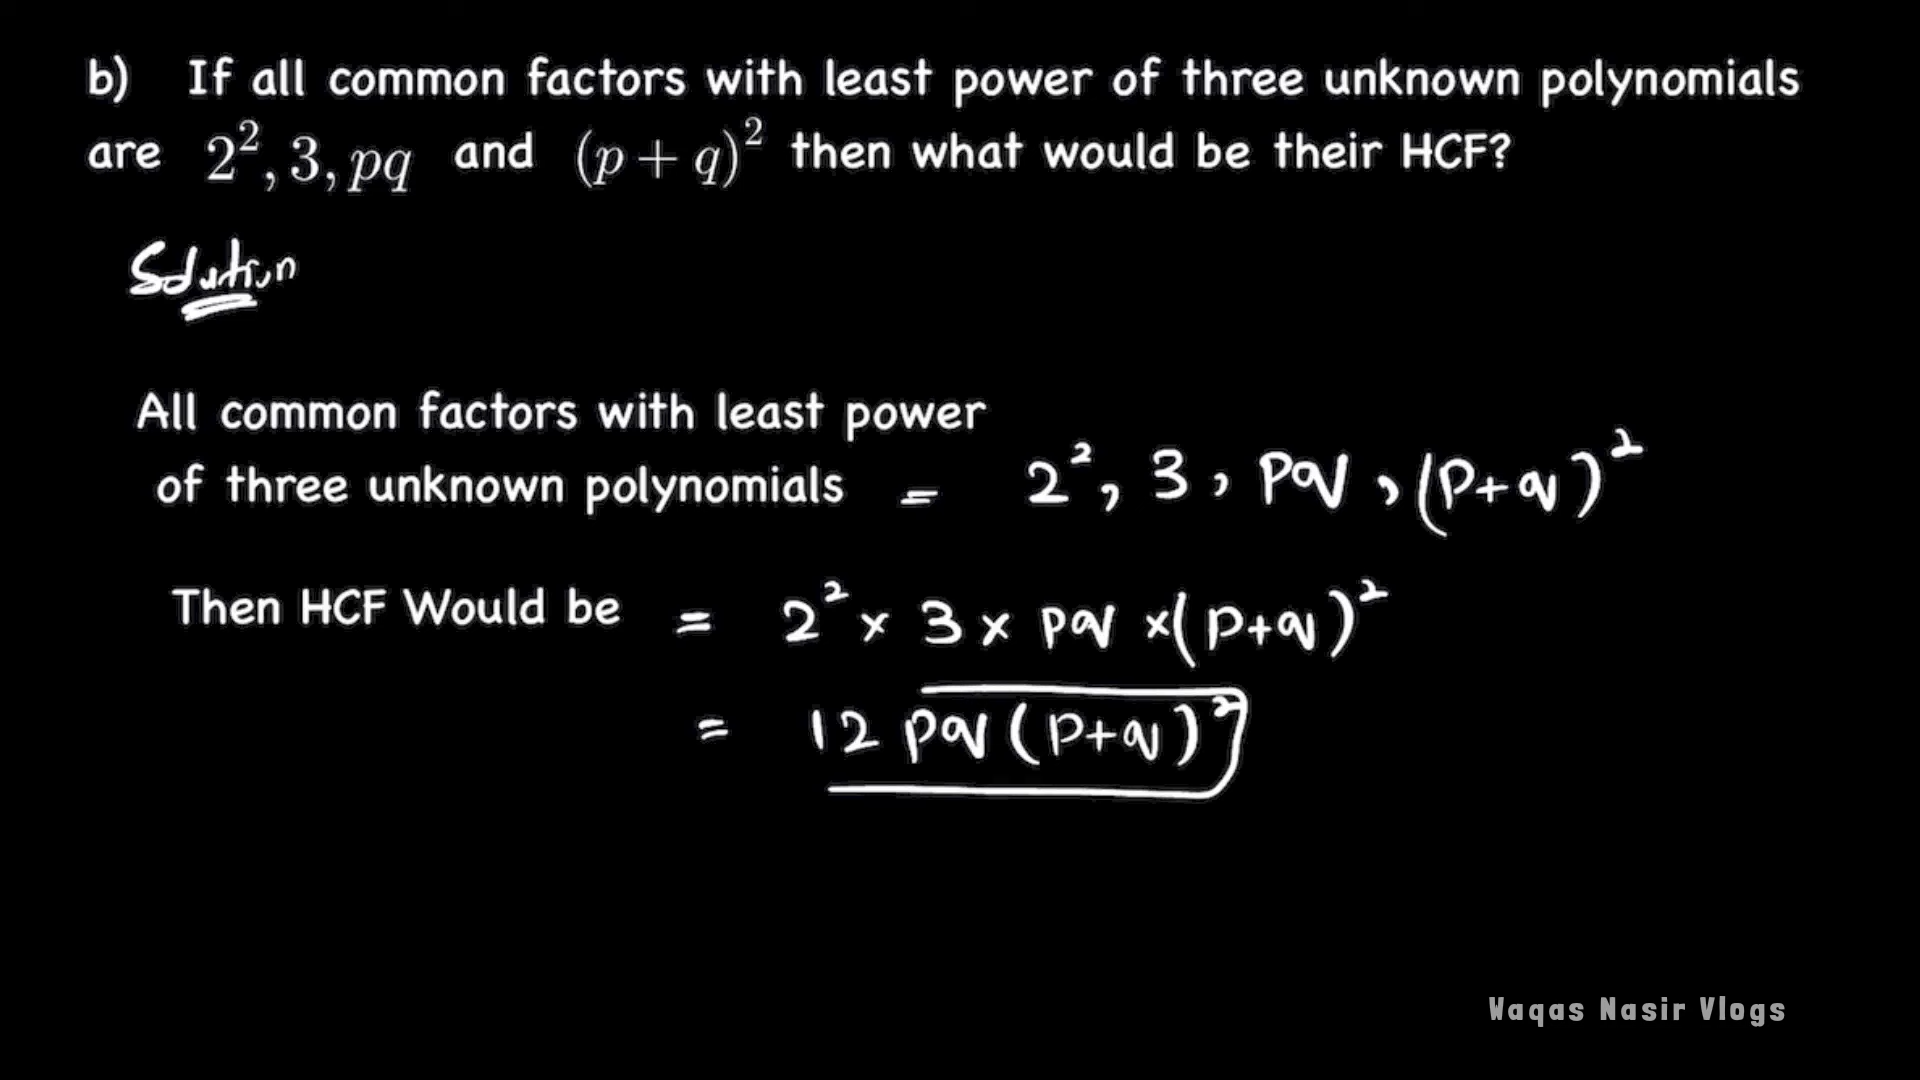 b) If all common factors with least power of three unknown polynomials
are 2², 3, pq and (p + q)² then what would be their HCF?
Solution
All common factors with least power
of three unknown polynomials = 2², 3, pq, (p+q)²
Then HCF Would be = 2² × 3 × pq × (p+q)²
= 12 pq (p+q)²
Waqas Nasir Vlogs